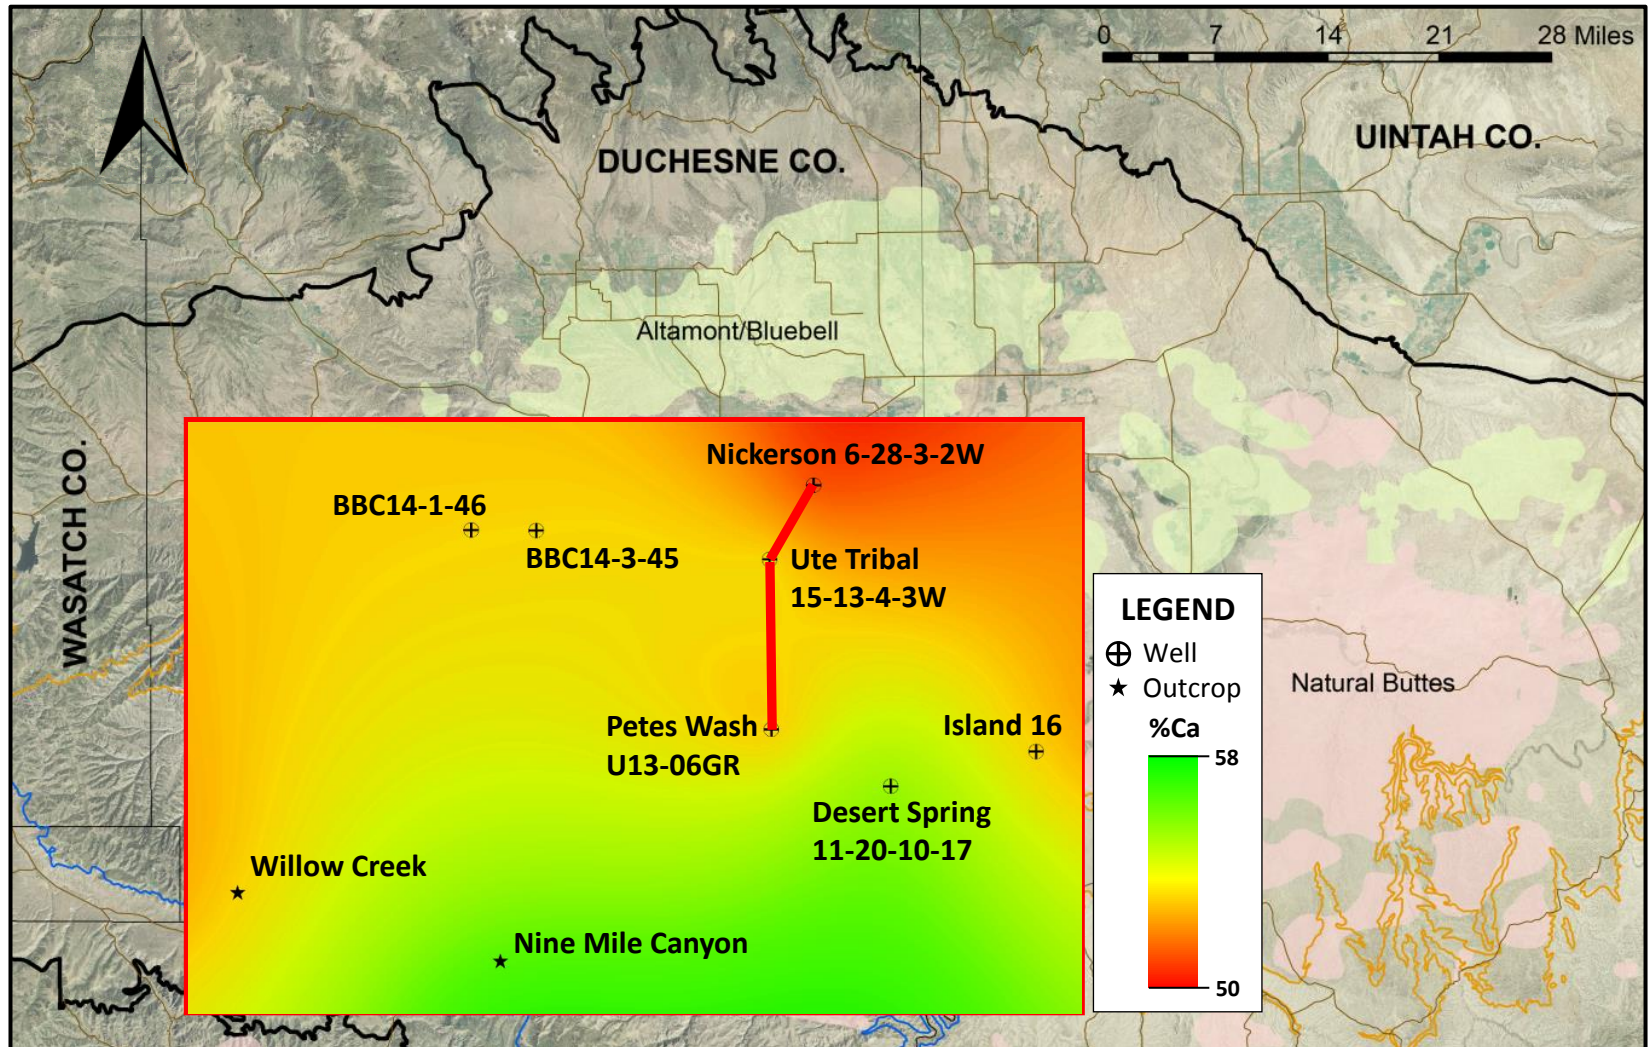 0 7 14 21 28 Miles
DUCHESNE CO.
UINTAH CO.
Altamont/Bluebell
WASATCH CO.
Nickerson 6-28-3-2W
BBC14-1-46
BBC14-3-45
Ute Tribal
15-13-4-3W
Petes Wash
U13-06GR
Island 16
Desert Spring
11-20-10-17
Willow Creek
Nine Mile Canyon
Natural Buttes
LEGEND
Well
Outcrop
%Ca
58
50